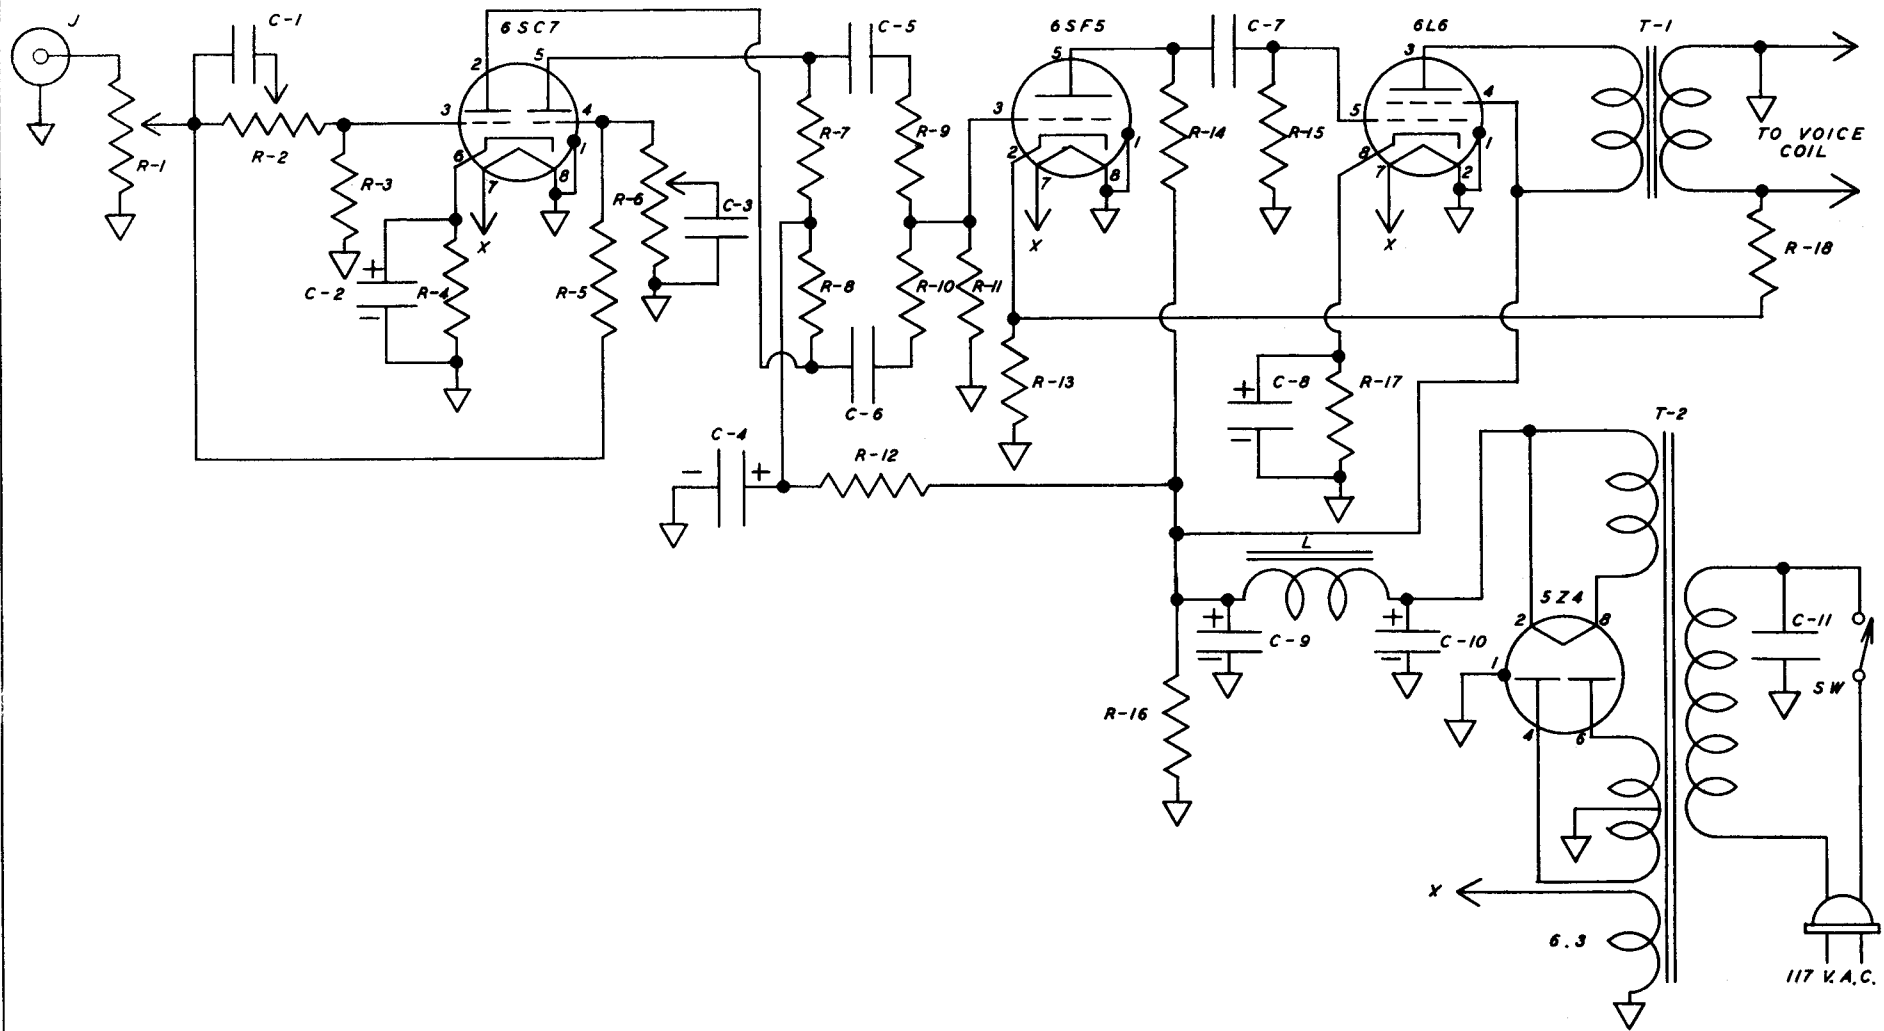 J
C-1
6SC7
C-5
6SF5
C-7
6L6
T-1
2
5
5
3
3
4
3
5
4
R-1
R-2
R-3
6
7
8
1
R-6
C-3
R-7
R-9
2
7
8
1
R-14
R-15
8
7
2
1
TO VOICE
COIL
X
X
X
R-18
C-2
+
−
R-4
R-5
R-8
R-10
R-11
C-6
R-13
+
−
C-8
R-17
T-2
C-4
−
+
R-12
L
5Z4
2
8
+
−
C-9
+
−
C-10
C-11
1
4
6
SW
R-16
X
6.3
117 V.A.C.